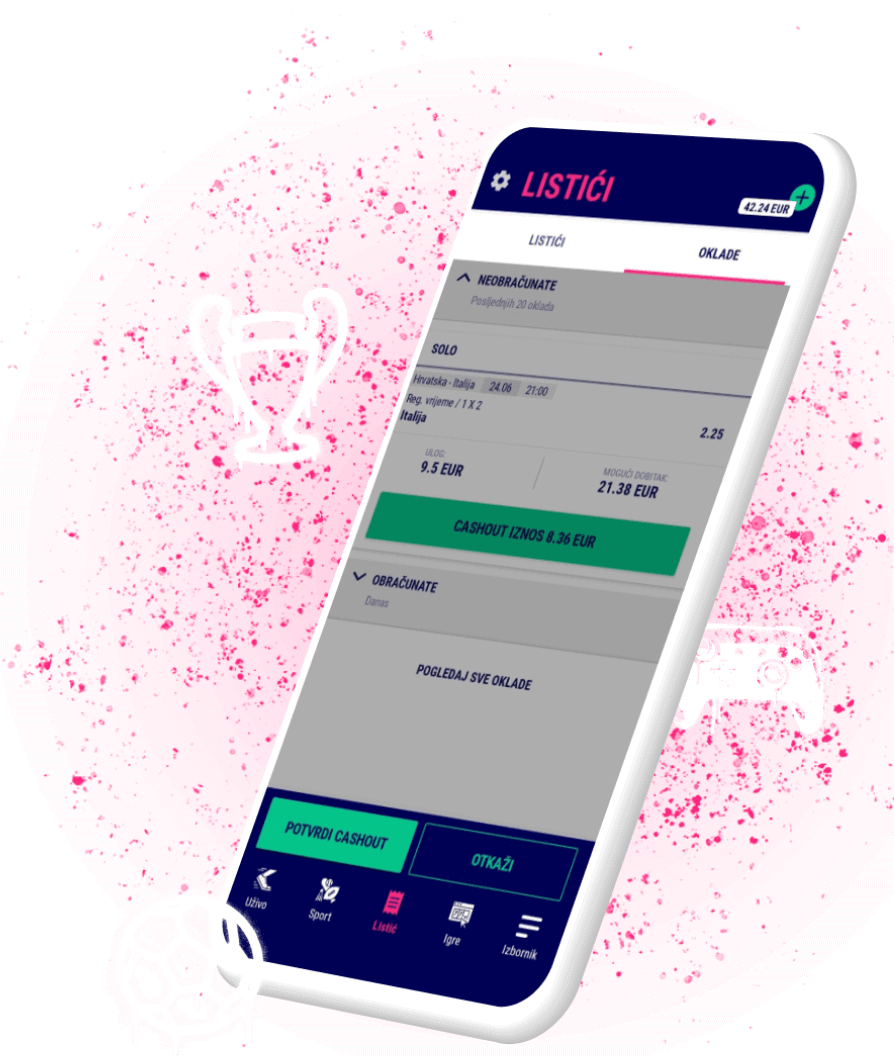 LISTIĆI
42.24 EUR
LISTIĆI
OKLADE
NEOBRAČUNATE
Posljednjih 20 oklada
SOLO
Hrvatska - Italija 24.06 21:00
Reg. vrijeme / 1 X 2
Italija
2.25
ULOG:
9.5 EUR
MOGUĆI DOBITAK:
21.38 EUR
CASHOUT IZNOS 8.36 EUR
OBRAČUNATE
Danas
POGLEDAJ SVE OKLADE
POTVRDI CASHOUT
OTKAŽI
Uživo
Sport
Listić
Igre
Izbornik